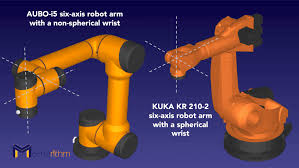 AUBO-i5 six-axis robot arm
with a non-spherical wrist
KUKA KR 210-2
six-axis robot arm
with a spherical
wrist